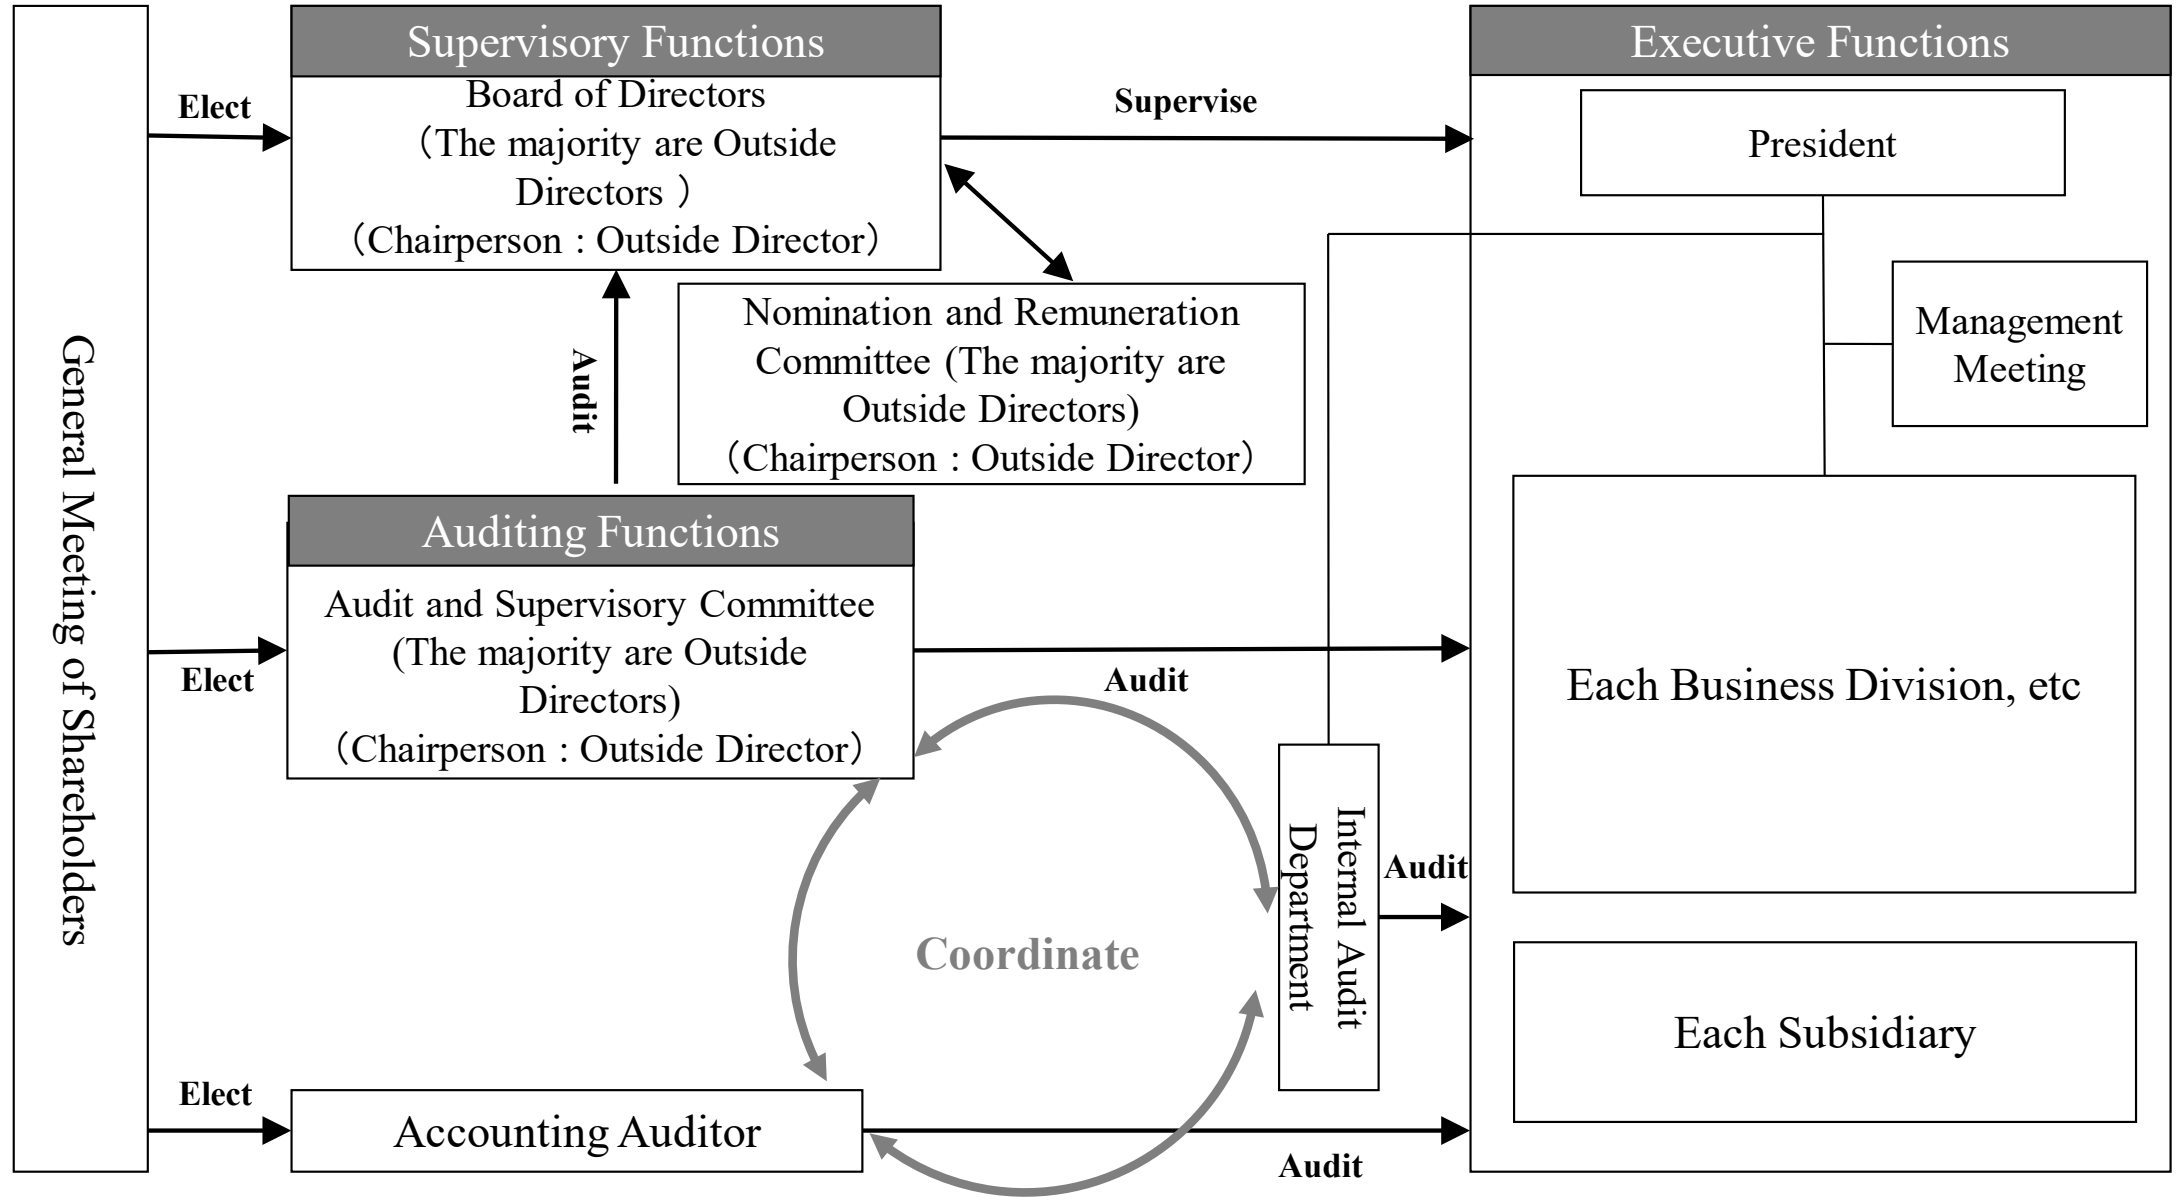 General Meeting of Shareholders
Elect
Supervisory Functions
Board of Directors
（The majority are Outside
Directors ）
（Chairperson : Outside Director）
Supervise
Nomination and Remuneration
Committee (The majority are
Outside Directors)
（Chairperson : Outside Director）
Audit
Elect
Auditing Functions
Audit and Supervisory Committee
(The majority are Outside
Directors)
（Chairperson : Outside Director）
Audit
Coordinate
Internal Audit
Department
Audit
Elect
Accounting Auditor
Audit
Executive Functions
President
Management
Meeting
Each Business Division, etc
Each Subsidiary